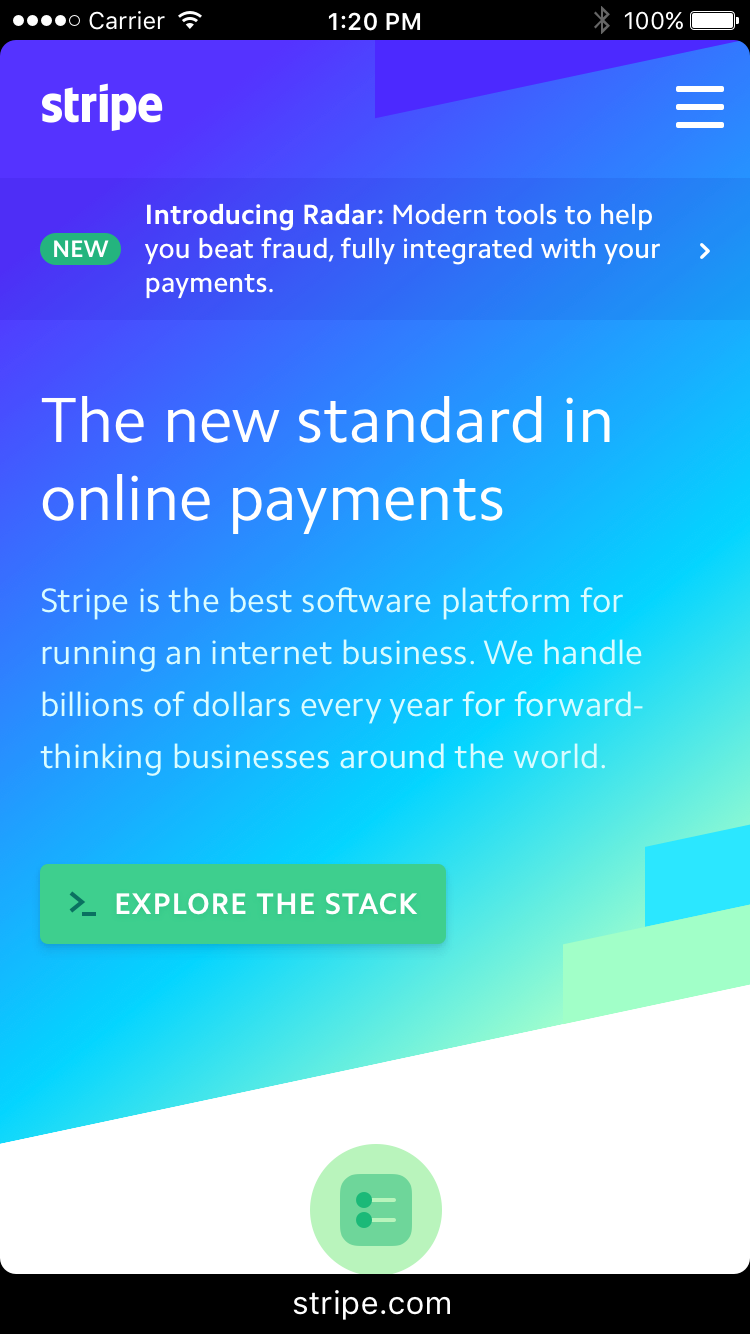 Carrier 1:20 PM 100%
stripe
Introducing Radar: Modern tools to help
NEW you beat fraud, fully integrated with your
payments.
The new standard in
online payments
Stripe is the best software platform for
running an internet business. We handle
billions of dollars every year for forward-
thinking businesses around the world.
>_ EXPLORE THE STACK
stripe.com